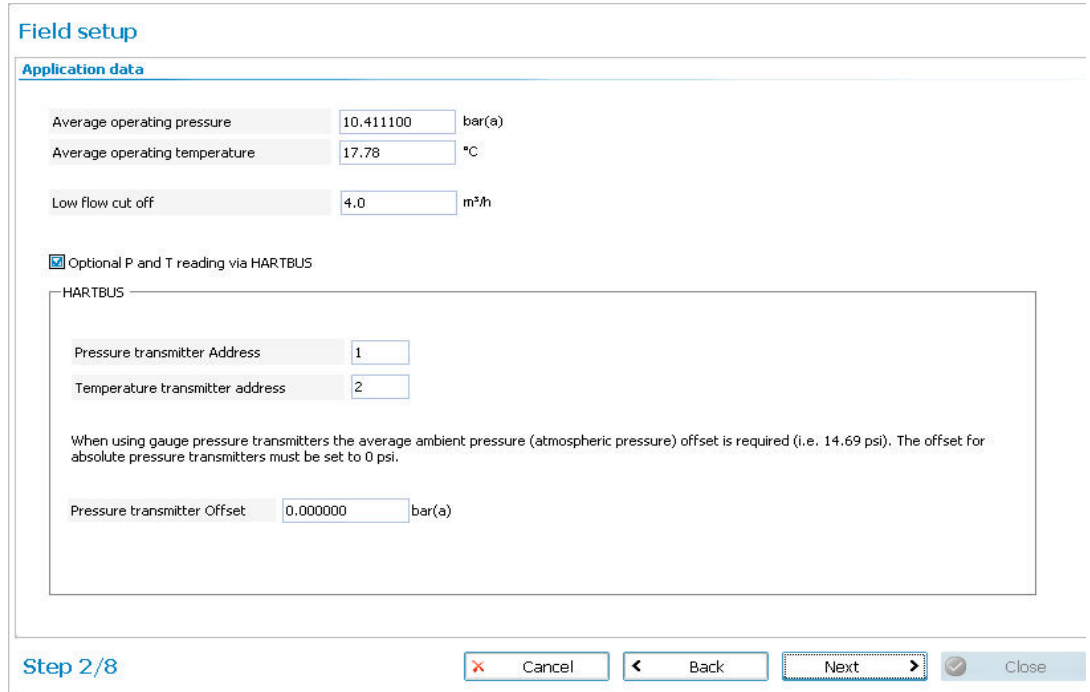 Field setup
Application data
Average operating pressure 10.411100 bar(a)
Average operating temperature 17.78 °C
Low flow cut off 4.0 m³/h
Optional P and T reading via HARTBUS
HARTBUS
Pressure transmitter Address 1
Temperature transmitter address 2
When using gauge pressure transmitters the average ambient pressure (atmospheric pressure) offset is required (i.e. 14.69 psi). The offset for
absolute pressure transmitters must be set to 0 psi.
Pressure transmitter Offset 0.000000 bar(a)
Step 2/8 Cancel Back Next Close